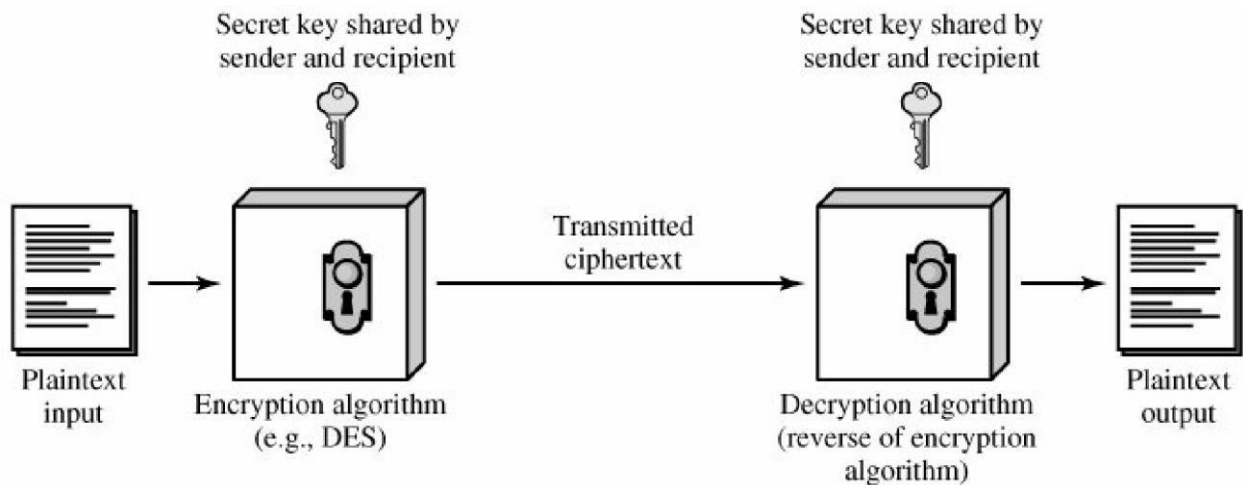 Secret key shared by
sender and recipient
Secret key shared by
sender and recipient
Transmitted
ciphertext
Plaintext
input
Encryption algorithm
(e.g., DES)
Decryption algorithm
(reverse of encryption
algorithm)
Plaintext
output